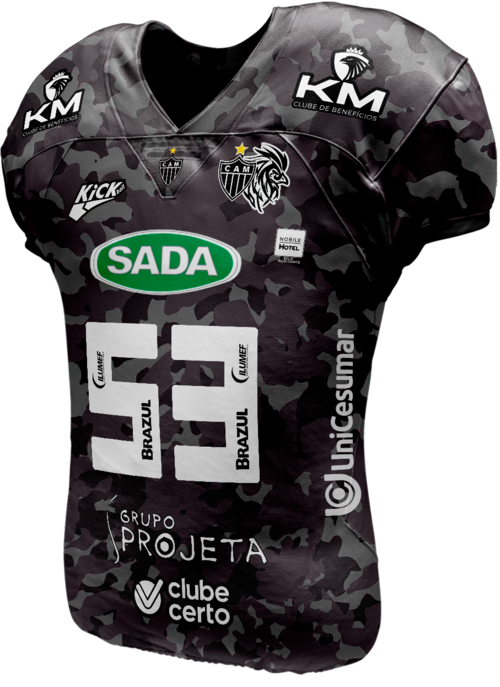 KM
CLUBE DE BENEFÍCIOS
KM
CLUBE DE BENEFÍCIOS
CAM
CAM
KICK
NOBILE
HOTEL
SADA
53
ILUMEF
ILUMEF
BRAZUL
BRAZUL
UniCesumar
GRUPO
PROJETA
clube
certo